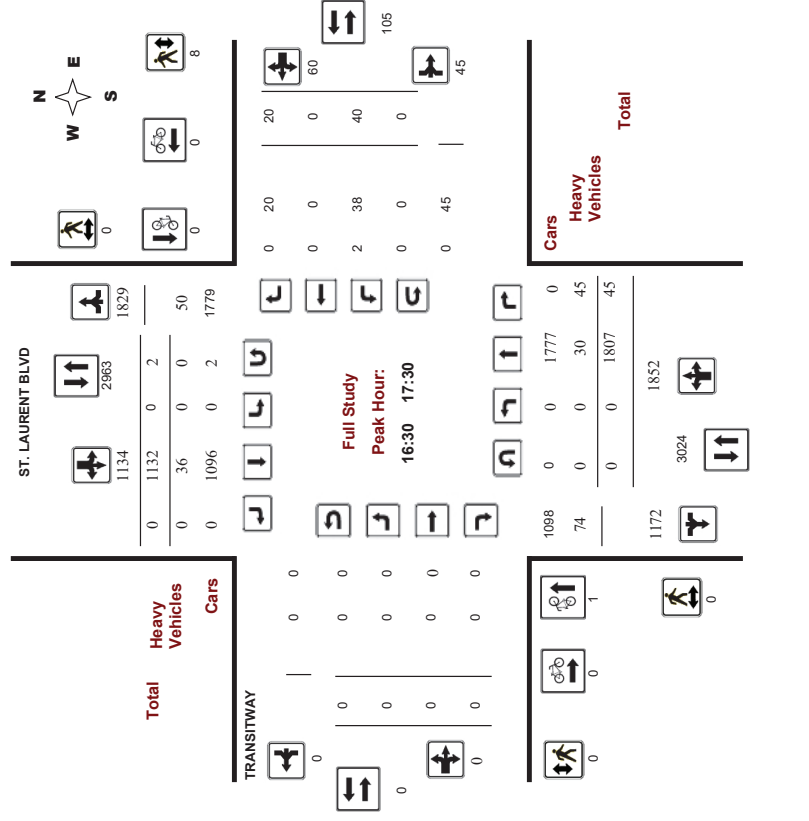 N
W E
S
8
0
0
0
105
60
45
20 0 40 0
20 0 38 0 45
0 0 2 0 0
ST. LAURENT BLVD
1829
2963
1134
0 1132 0 2
0 36 0 0 50
0 1096 0 2 1779
Total
Heavy
Vehicles
Cars
Full Study
Peak Hour:
16:30 17:30
Cars
Heavy
Vehicles
Total
1098 0 0 1777 0
74 0 0 30 45
0 0 1807 45
1172
3024
1852
TRANSITWAY
0 0 0 0 0
0 0 0 0 0
0 0 0 0
0
0
0
1
0
0
0